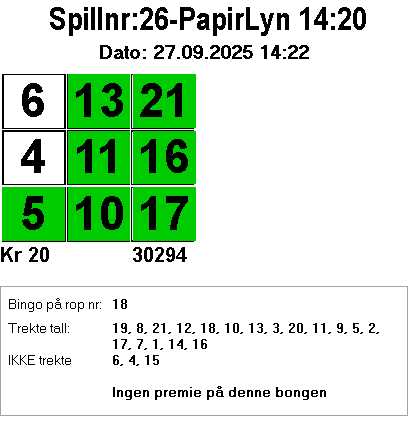 Spillnr:26-PapirLyn 14:20
Dato: 27.09.2025 14:22
6 13 21
4 11 16
5 10 17
Kr 20 30294
Bingo på rop nr: 18
Trekte tall: 19, 8, 21, 12, 18, 10, 13, 3, 20, 11, 9, 5, 2,
17, 7, 1, 14, 16
IKKE trekte 6, 4, 15
Ingen premie på denne bongen